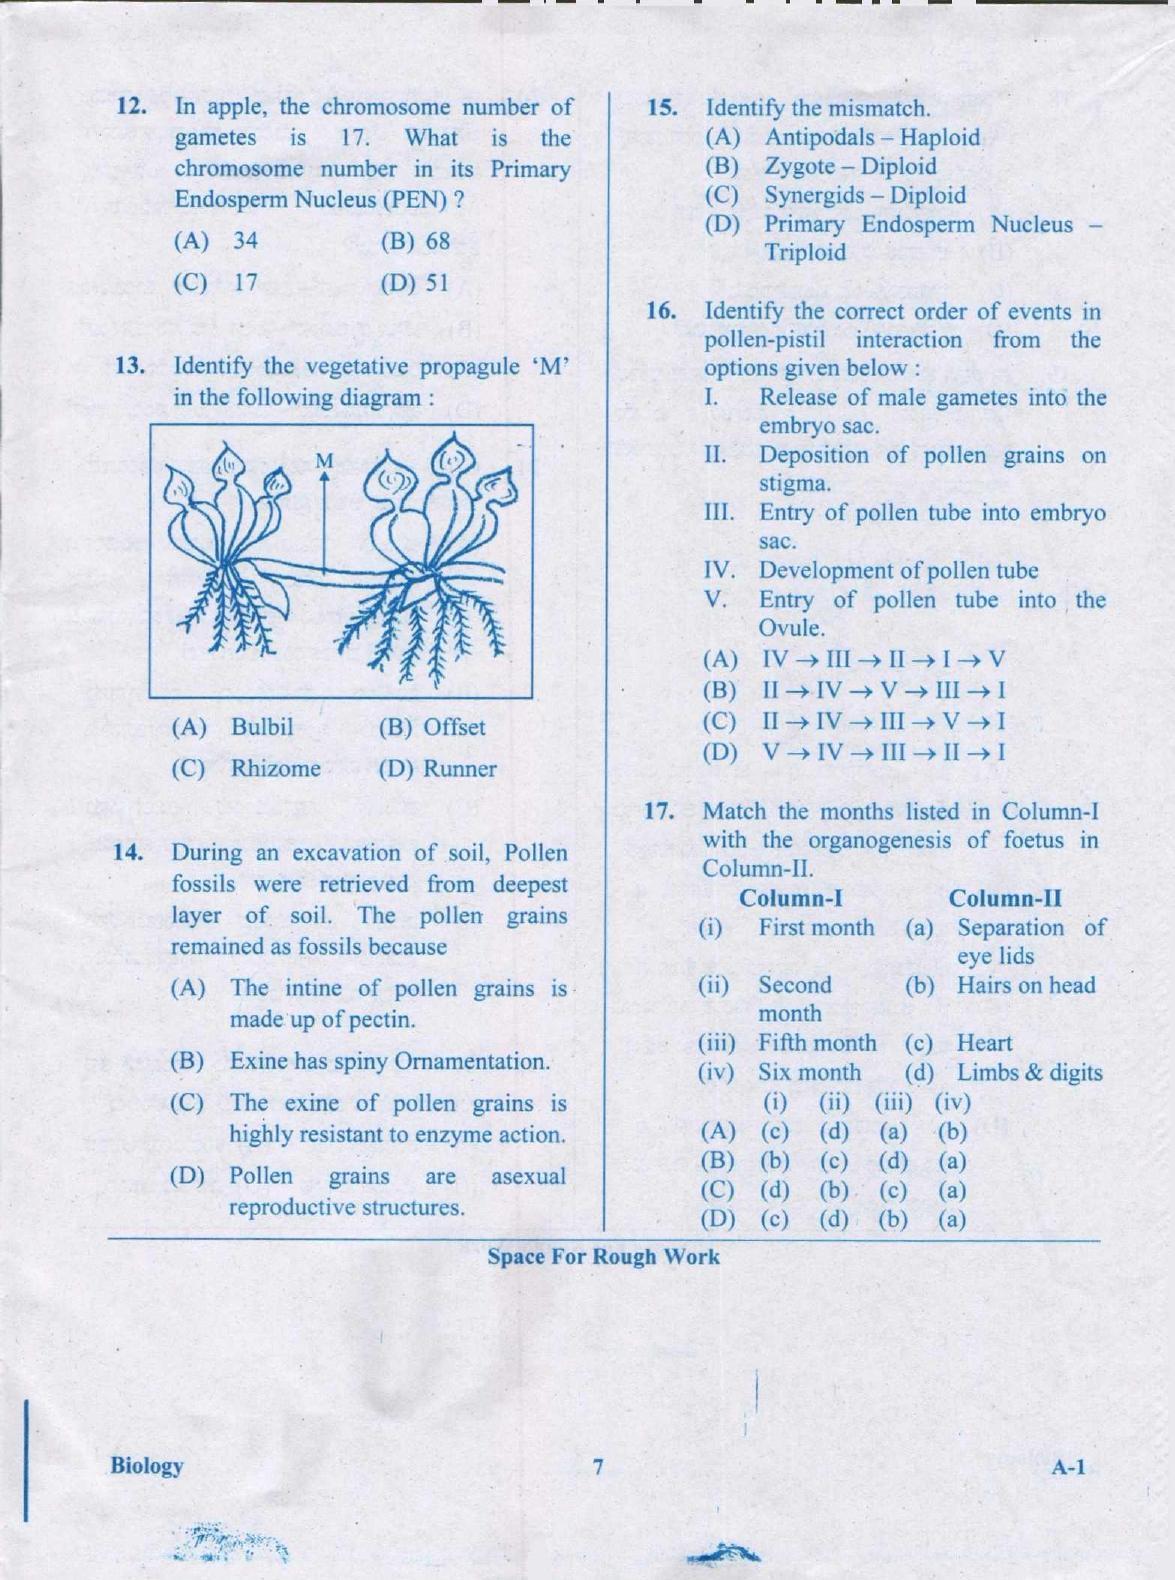 12. In apple, the chromosome number of
gametes is 17. What is the
chromosome number in its Primary
Endosperm Nucleus (PEN) ?
(A) 34 (B) 68
(C) 17 (D) 51
13. Identify the vegetative propagule ‘M’
in the following diagram :
M
(A) Bulbil (B) Offset
(C) Rhizome (D) Runner
14. During an excavation of soil, Pollen
fossils were retrieved from deepest
layer of soil. The pollen grains
remained as fossils because
(A) The intine of pollen grains is
made up of pectin.
(B) Exine has spiny Ornamentation.
(C) The exine of pollen grains is
highly resistant to enzyme action.
(D) Pollen grains are asexual
reproductive structures.
15. Identify the mismatch.
(A) Antipodals – Haploid
(B) Zygote – Diploid
(C) Synergids – Diploid
(D) Primary Endosperm Nucleus –
Triploid
16. Identify the correct order of events in
pollen-pistil interaction from the
options given below :
I. Release of male gametes into the
embryo sac.
II. Deposition of pollen grains on
stigma.
III. Entry of pollen tube into embryo
sac.
IV. Development of pollen tube
V. Entry of pollen tube into the
Ovule.
(A) IV → III → II → I → V
(B) II → IV → V → III → I
(C) II → IV → III → V → I
(D) V → IV → III → II → I
17. Match the months listed in Column-I
with the organogenesis of foetus in
Column-II.
Column-I Column-II
(i) First month (a) Separation of
eye lids
(ii) Second (b) Hairs on head
month
(iii) Fifth month (c) Heart
(iv) Six month (d) Limbs & digits
(i) (ii) (iii) (iv)
(A) (c) (d) (a) (b)
(B) (b) (c) (d) (a)
(C) (d) (b) (c) (a)
(D) (c) (d) (b) (a)
Space For Rough Work
Biology 7 A-1